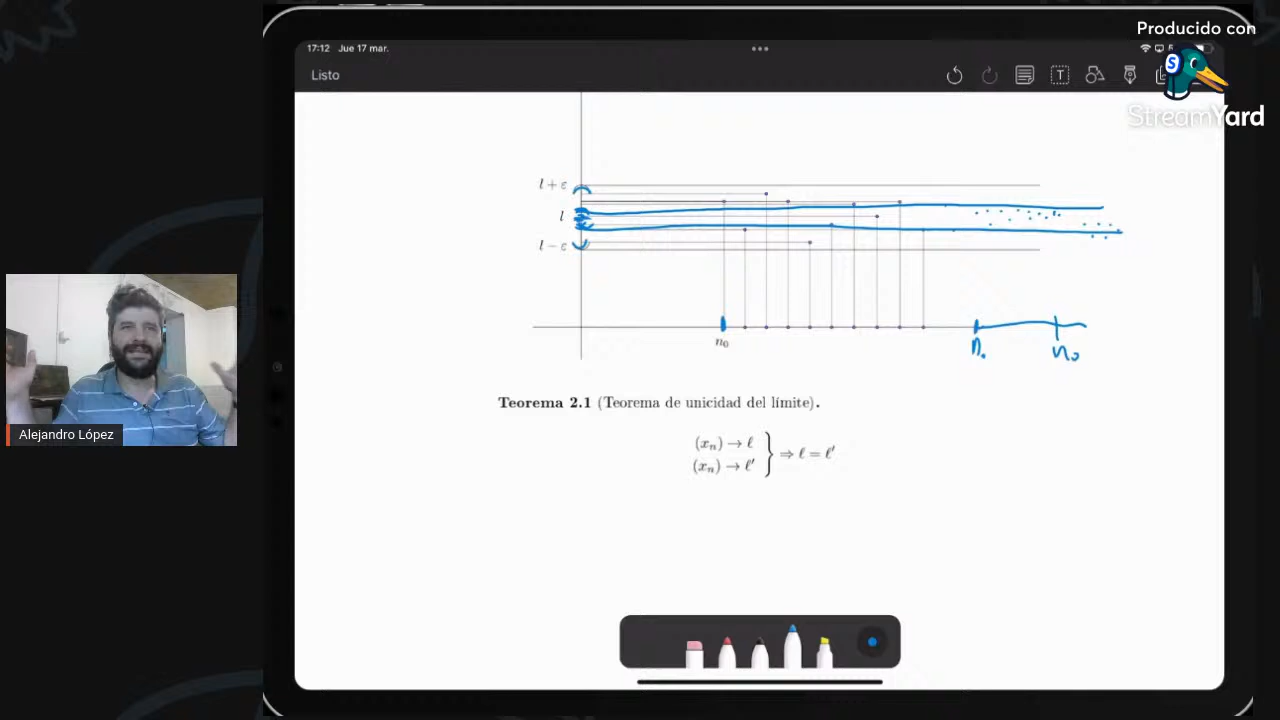 Producido con
StreamYard
17:12 Jue 17 mar.
Listo
T
l + ε
l
l − ε
n₀
n₀
n₀
Teorema 2.1 (Teorema de unicidad del límite).
(xₙ) → ℓ
(xₙ) → ℓ′ } ⇒ ℓ = ℓ′
Alejandro López